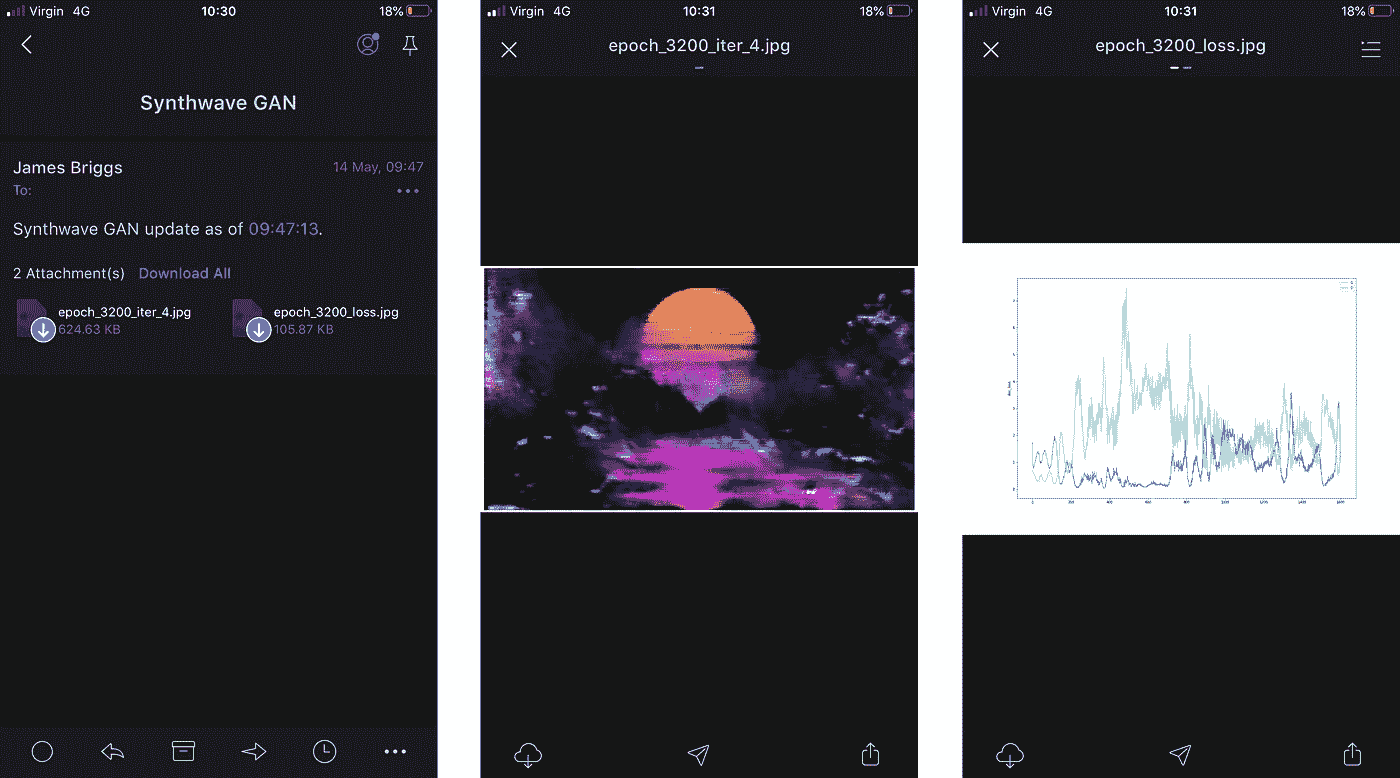 Virgin 4G 10:30 18%
Synthwave GAN
James Briggs 14 May, 09:47
To:
Synthwave GAN update as of 09:47:13.
2 Attachment(s) Download All
epoch_3200_iter_4.jpg
624.63 KB
epoch_3200_loss.jpg
105.87 KB
Virgin 4G 10:31 18%
epoch_3200_iter_4.jpg
Virgin 4G 10:31 18%
epoch_3200_loss.jpg